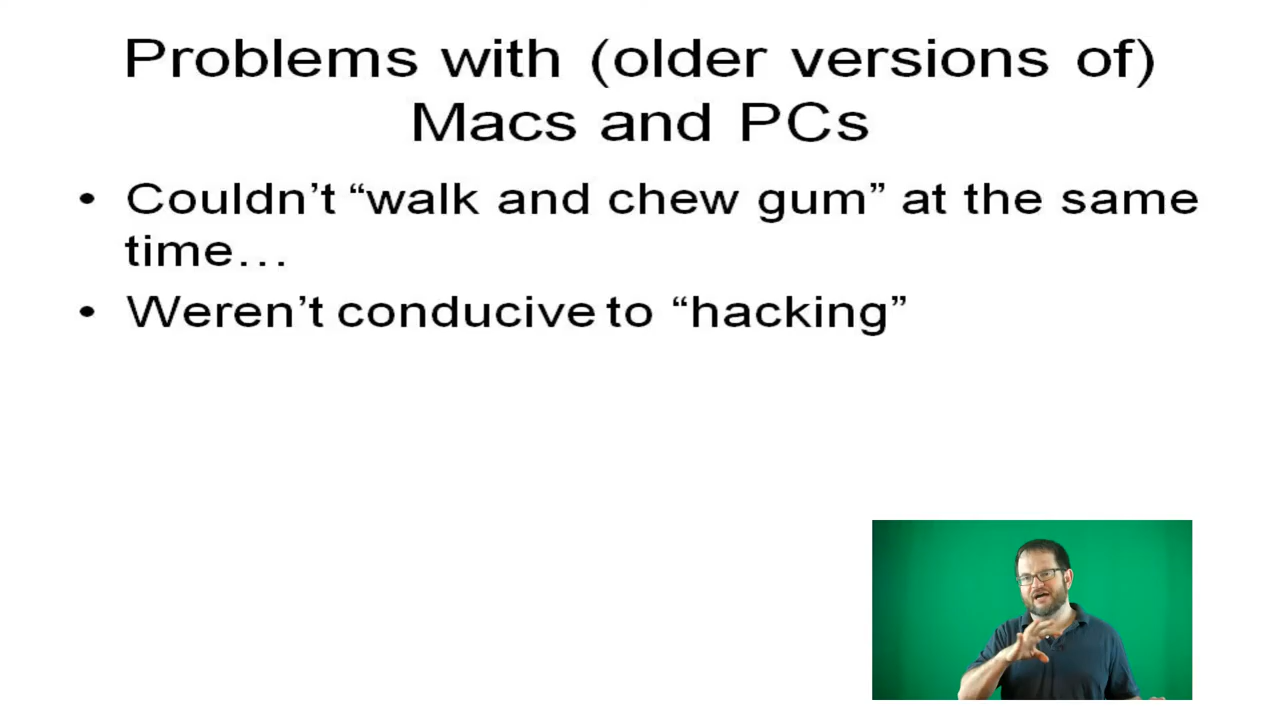 Problems with (older versions of)
Macs and PCs
• Couldn’t “walk and chew gum” at the same
time…
• Weren’t conducive to “hacking”